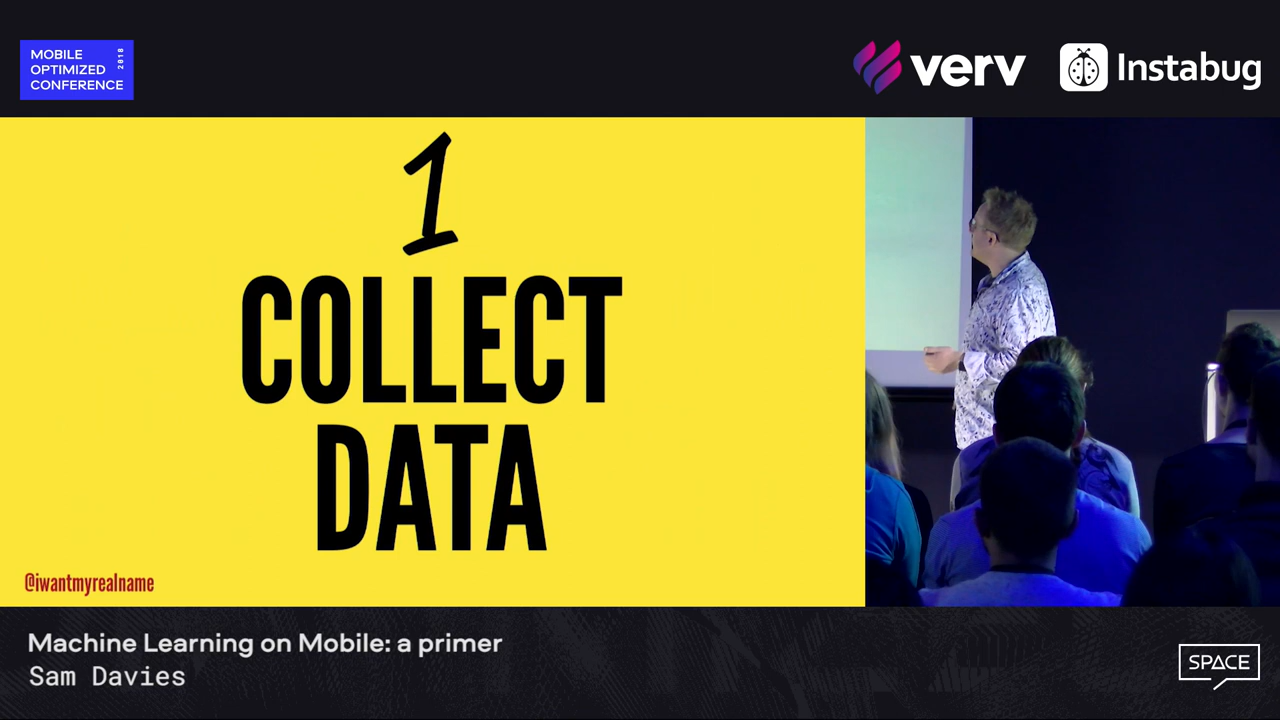 MOBILE
OPTIMIZED
CONFERENCE
2018
verv
Instabug
1
COLLECT
DATA
@iwantmyrealname
Machine Learning on Mobile: a primer
Sam Davies
SPACE